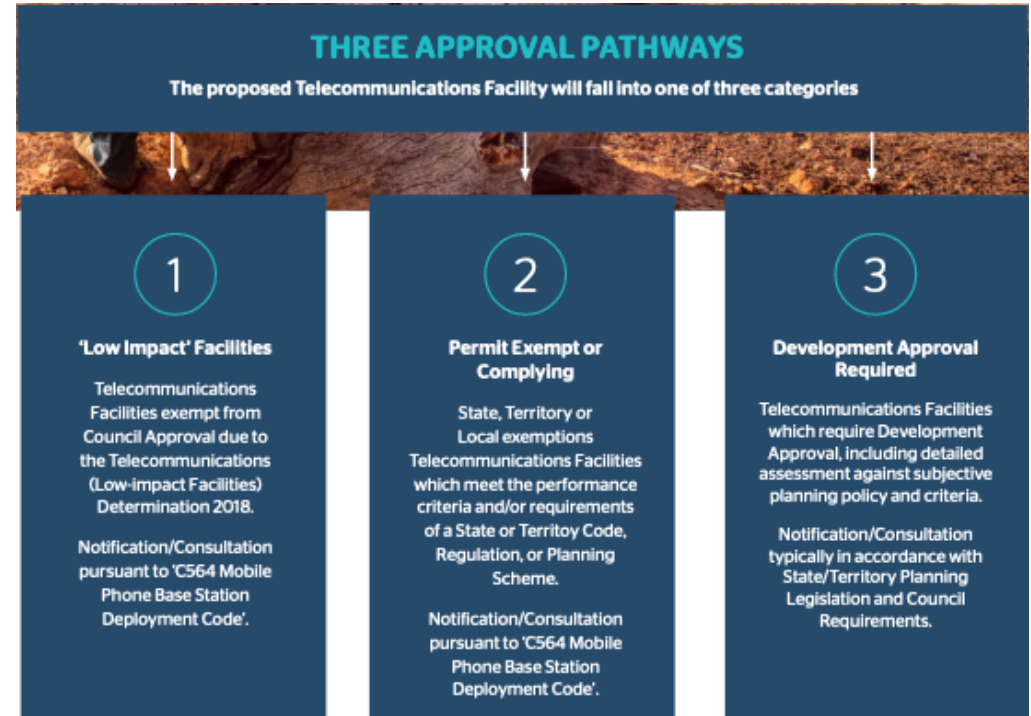 THREE APPROVAL PATHWAYS
The proposed Telecommunications Facility will fall into one of three categories
1
‘Low Impact’ Facilities
Telecommunications
Facilities exempt from
Council Approval due to
the Telecommunications
(Low-impact Facilities)
Determination 2018.
Notification/Consultation
pursuant to ‘C564 Mobile
Phone Base Station
Deployment Code’.
2
Permit Exempt or
Complying
State, Territory or
Local exemptions
Telecommunications Facilities
which meet the performance
criteria and/or requirements
of a State or Territoy Code,
Regulation, or Planning
Scheme.
Notification/Consultation
pursuant to ‘C564 Mobile
Phone Base Station
Deployment Code’.
3
Development Approval
Required
Telecommunications Facilities
which require Development
Approval, including detailed
assessment against subjective
planning policy and criteria.
Notification/Consultation
typically in accordance with
State/Territory Planning
Legislation and Council
Requirements.